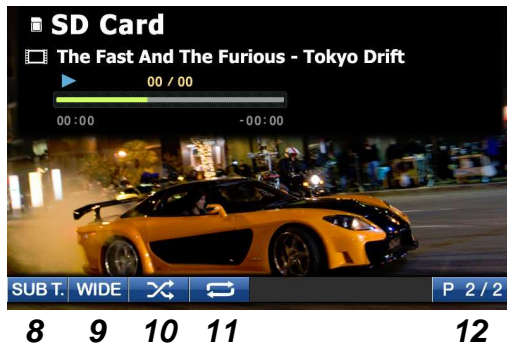 SD Card
The Fast And The Furious - Tokyo Drift
00 / 00
00:00 -00:00
SUB T. WIDE P 2/2
8 9 10 11 12